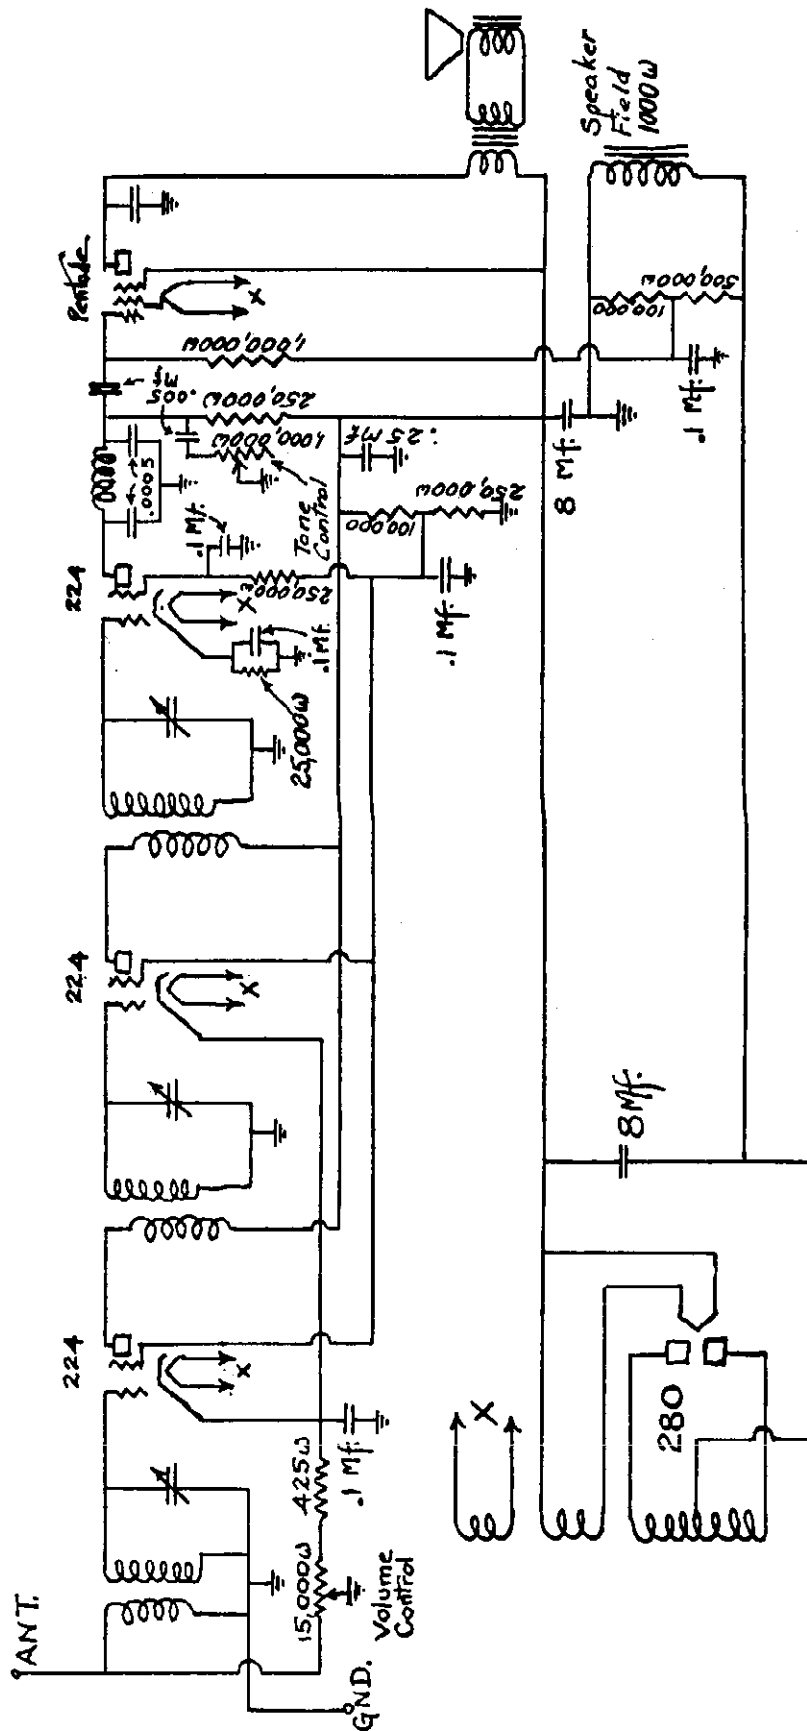 ANT.
GND.
15,000ω
Volume
Control
425ω
.1 Mf.
224
X
224
X
224
X
25,000ω
.1 Mf.
.1 Mf.
250,000
.0005
.005
Mf
1,000,000ω
Tone
Control
250,000ω
.25 Mf
100,000
250,000ω
.1 Mf.
1,000,000ω
Pentode
X
8 Mf.
100,000
500,000ω
.1 Mf.
Speaker
Field
1000ω
8 Mf.
X
280